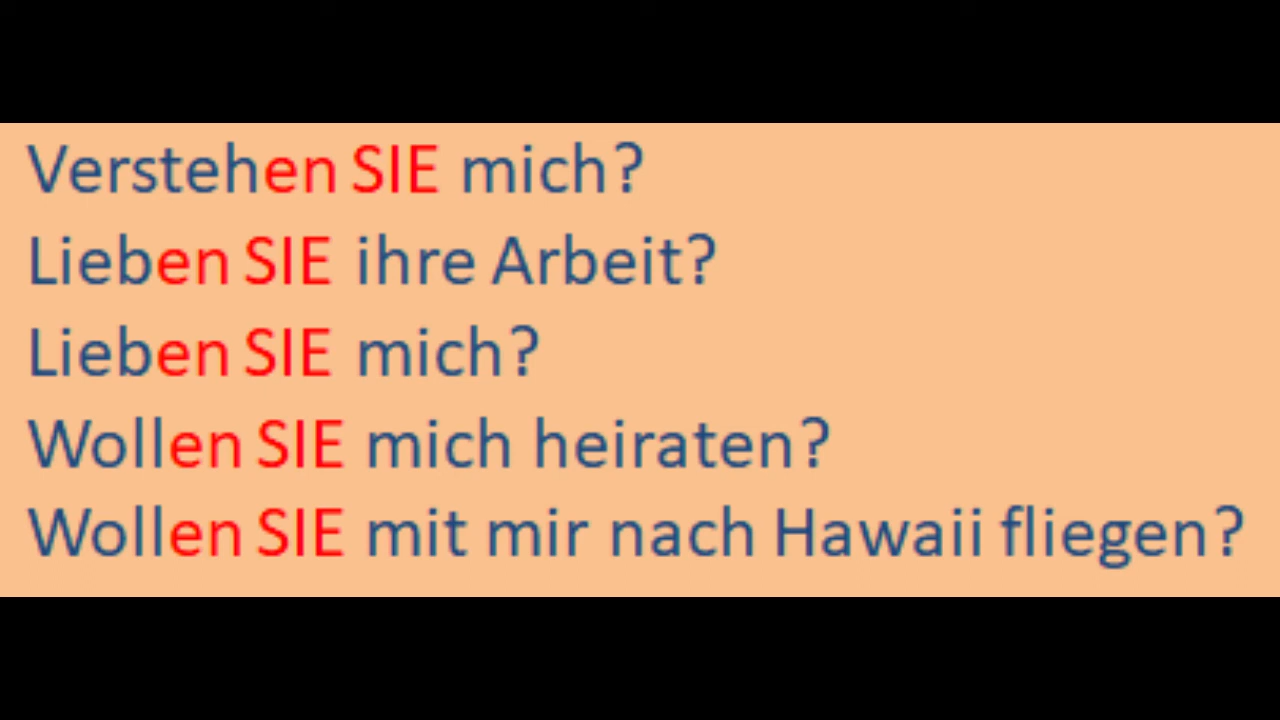 Verstehen SIE mich?
Lieben SIE ihre Arbeit?
Lieben SIE mich?
Wollen SIE mich heiraten?
Wollen SIE mit mir nach Hawaii fliegen?